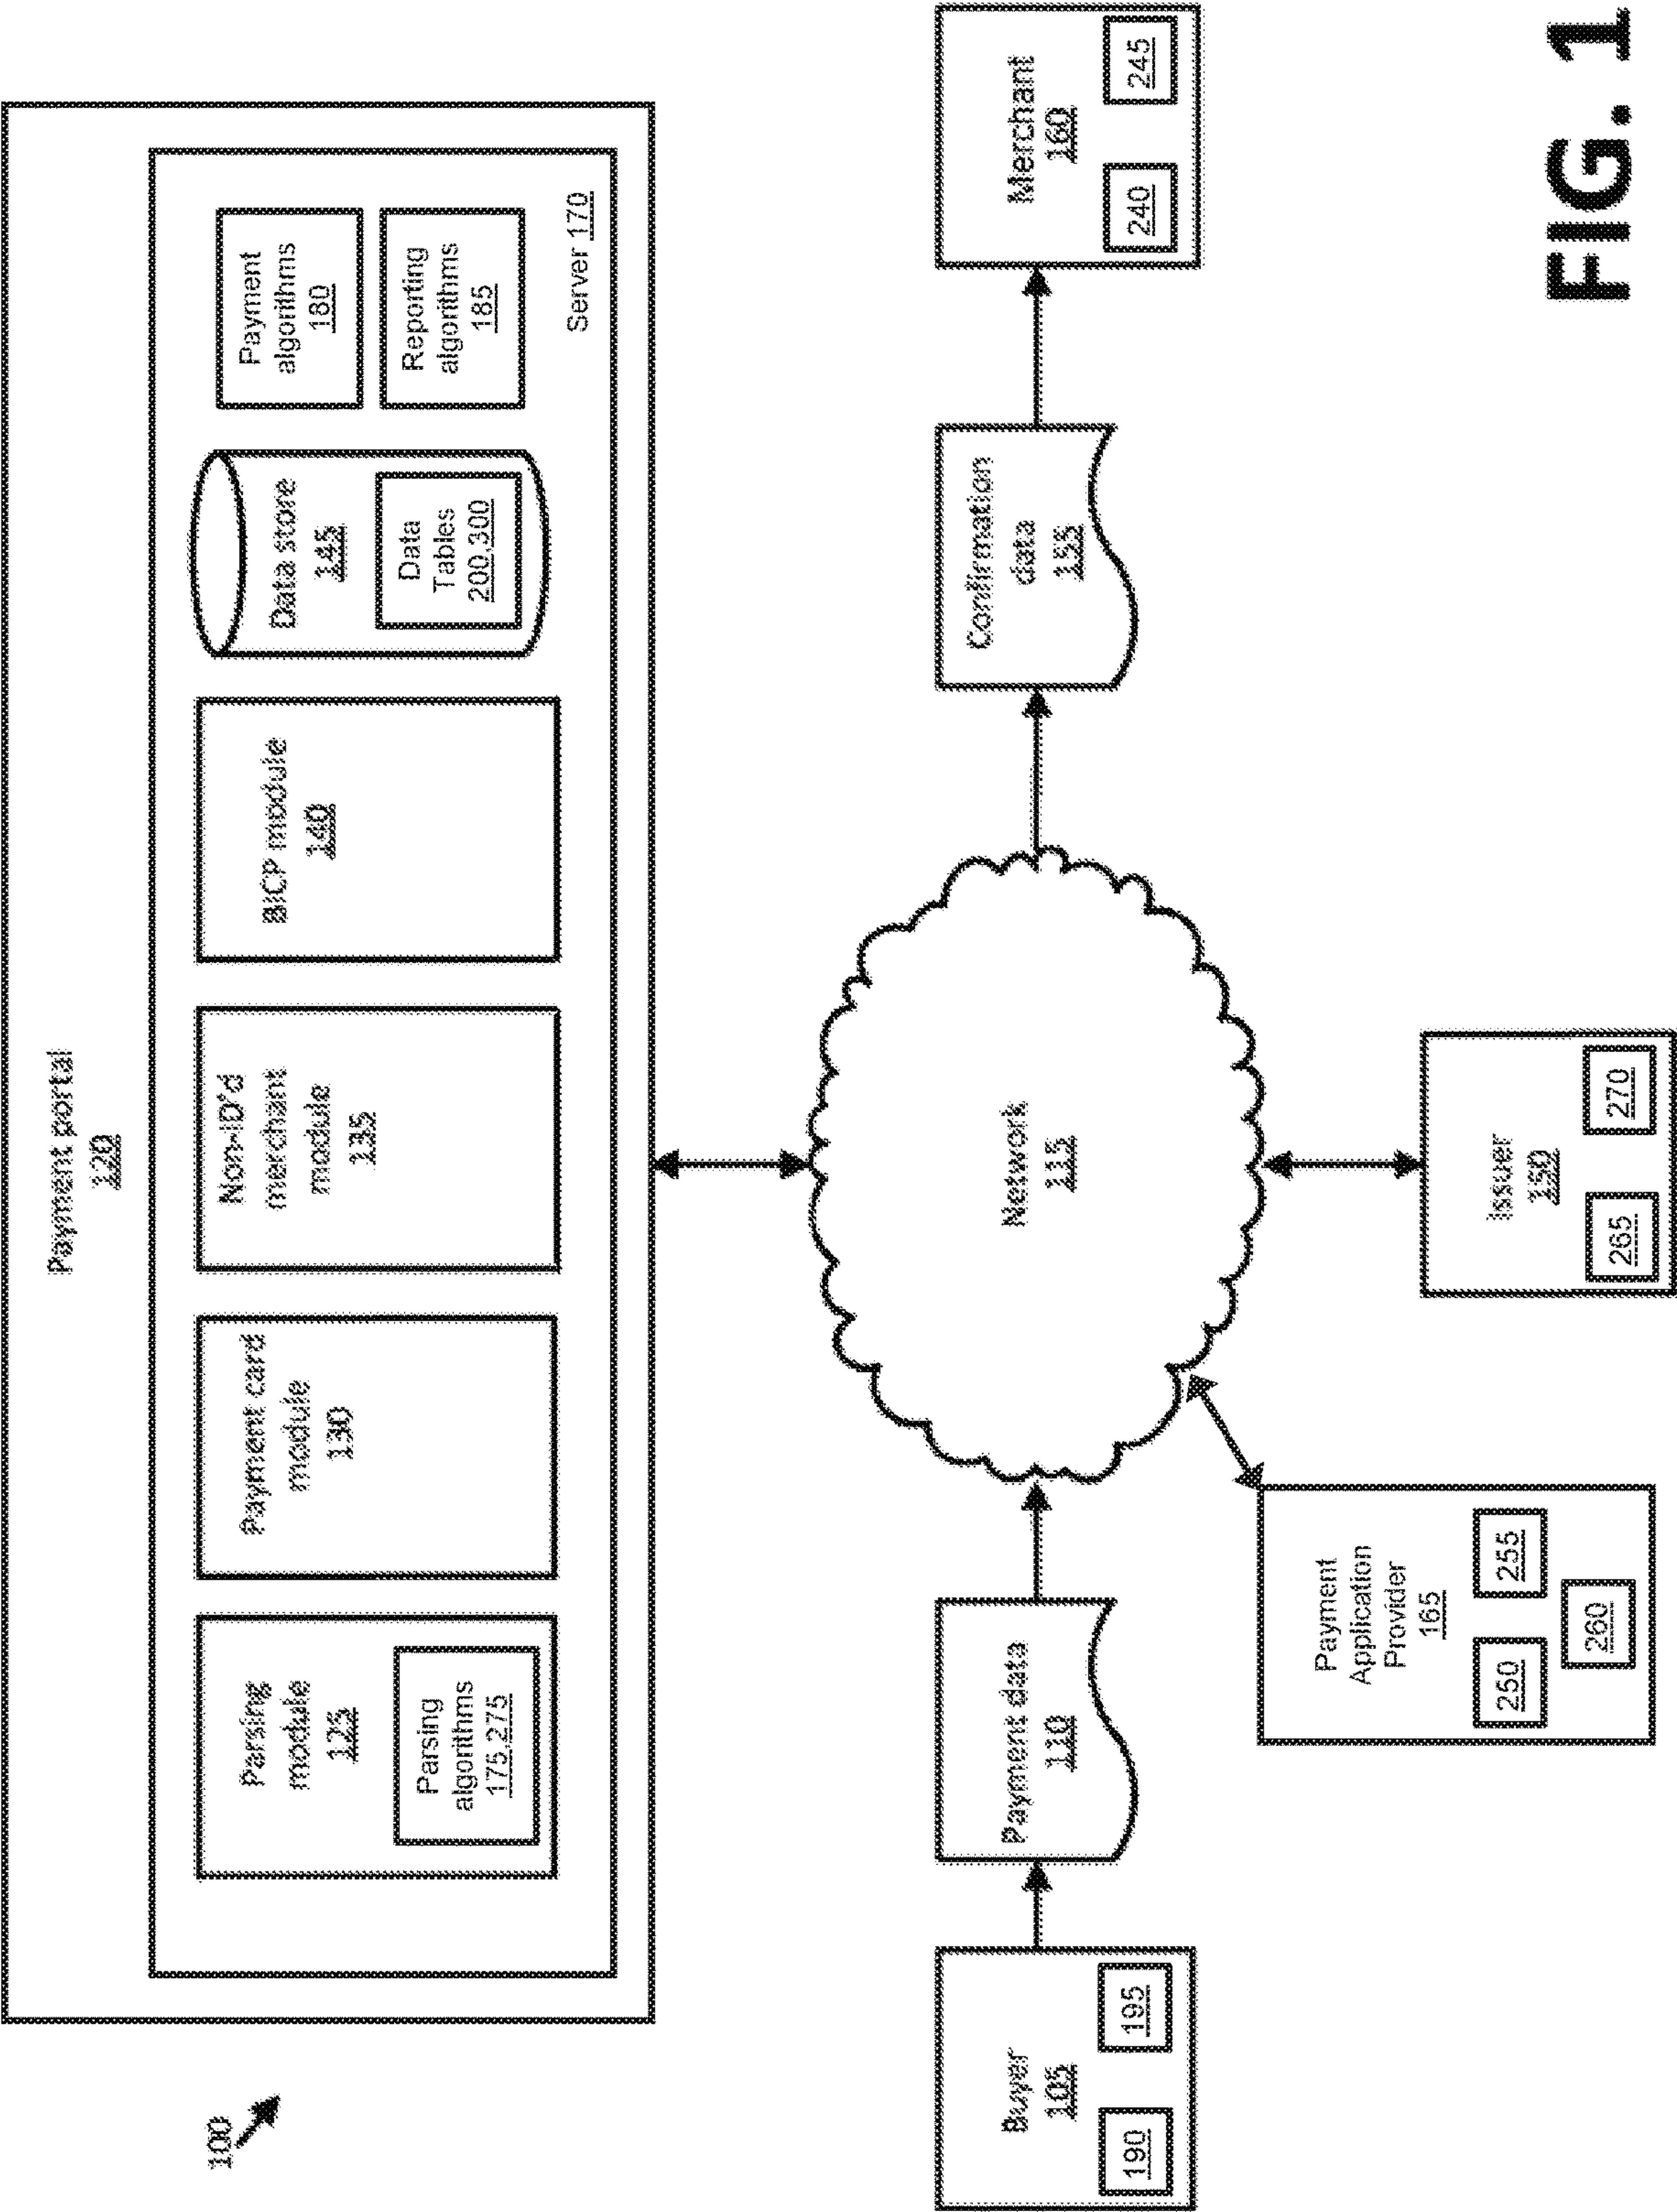 100
Payment portal
120
Parsing
module
125
Parsing
algorithms
175,275
Payment card
module
130
Non-ID'd
merchant
module
135
BICP module
140
Data store
145
Data
Tables
200,300
Payment
algorithms
180
Reporting
algorithms
185
Server 170
Buyer
105
190
195
Payment data
110
Network
115
Confirmation
data
155
Merchant
160
240
245
Payment
Application
Provider
165
250
255
260
Issuer
150
265
270
FIG. 1